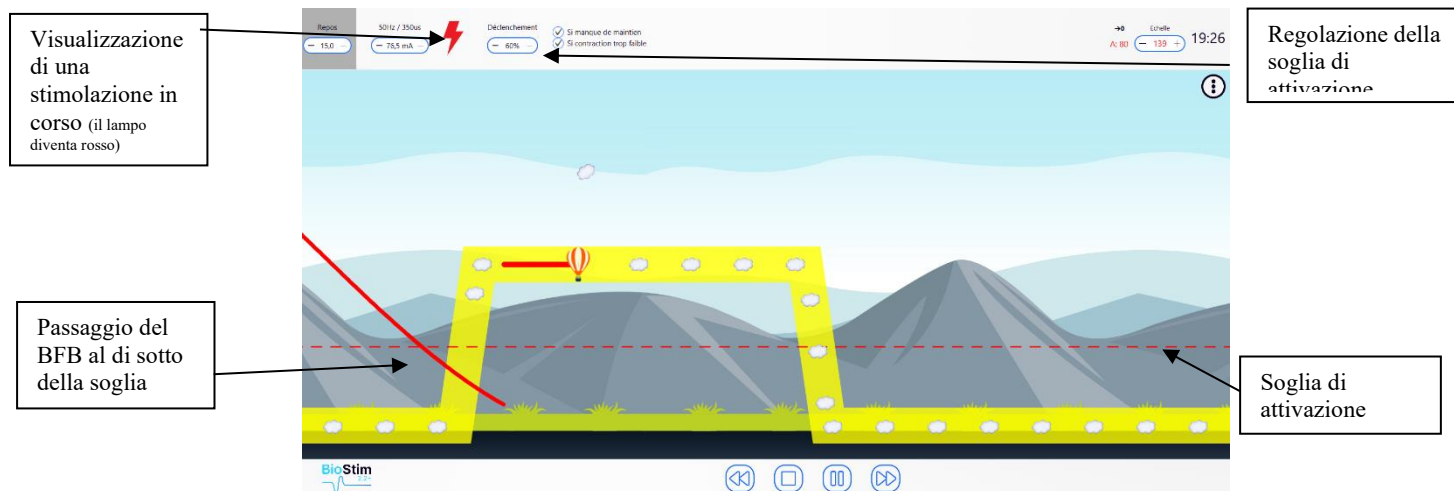 Visualizzazione
di una
stimolazione in
corso (il lampo
diventa rosso)
Repos
− 15,0 −
50Hz / 350us
− 76,5 mA −
Déclenchement
− 60% −
Si manque de maintien
Si contraction trop faible
→0
A: 80
Echelle
− 139 +
19:26
Regolazione della
soglia di
attivazione
Passaggio del
BFB al di sotto
della soglia
Soglia di
attivazione
BioStim